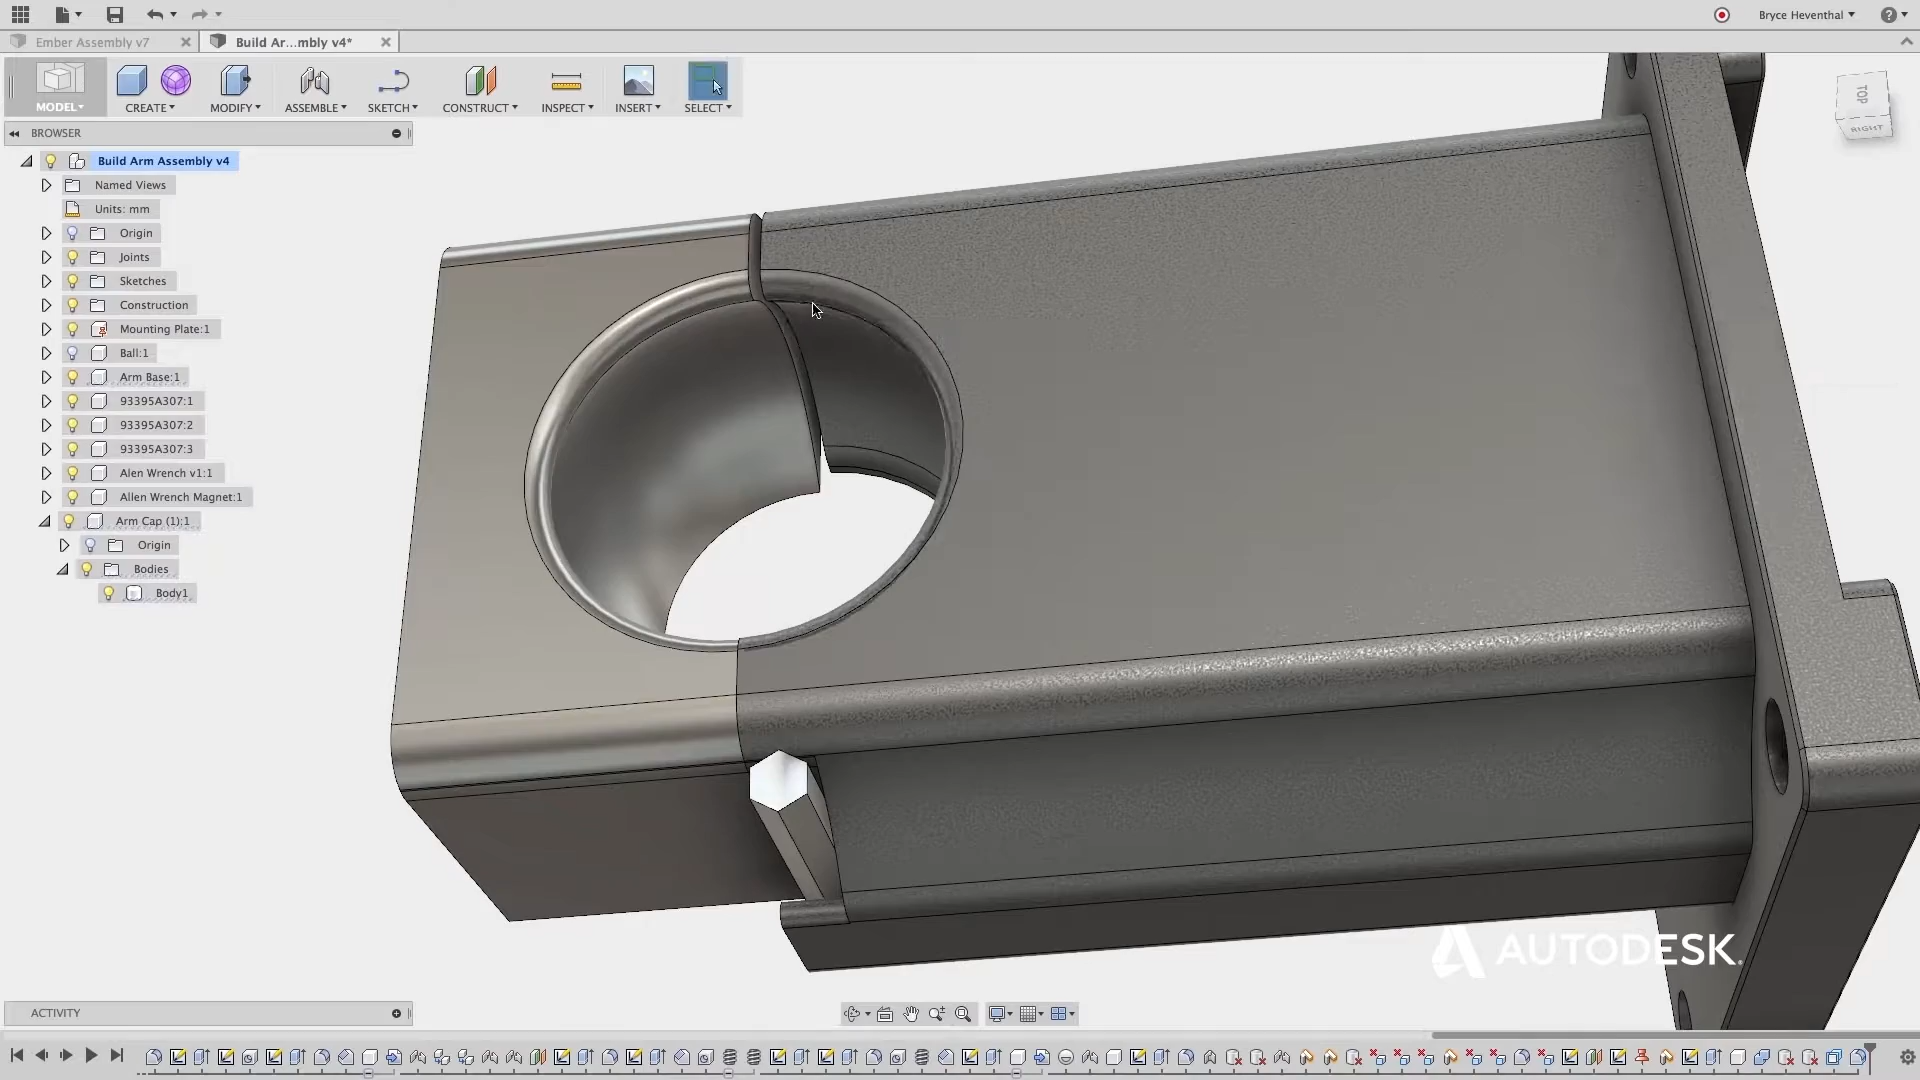 Bryce Heventhal
Ember Assembly v7
Build Ar...mbly v4*
MODEL
CREATE
MODIFY
ASSEMBLE
SKETCH
CONSTRUCT
INSPECT
INSERT
SELECT
BROWSER
Build Arm Assembly v4
Named Views
Units: mm
Origin
Joints
Sketches
Construction
Mounting Plate:1
Ball:1
Arm Base:1
93395A307:1
93395A307:2
93395A307:3
Alen Wrench v1:1
Allen Wrench Magnet:1
Arm Cap (1):1
Origin
Bodies
Body1
TOP
RIGHT
AUTODESK.
ACTIVITY